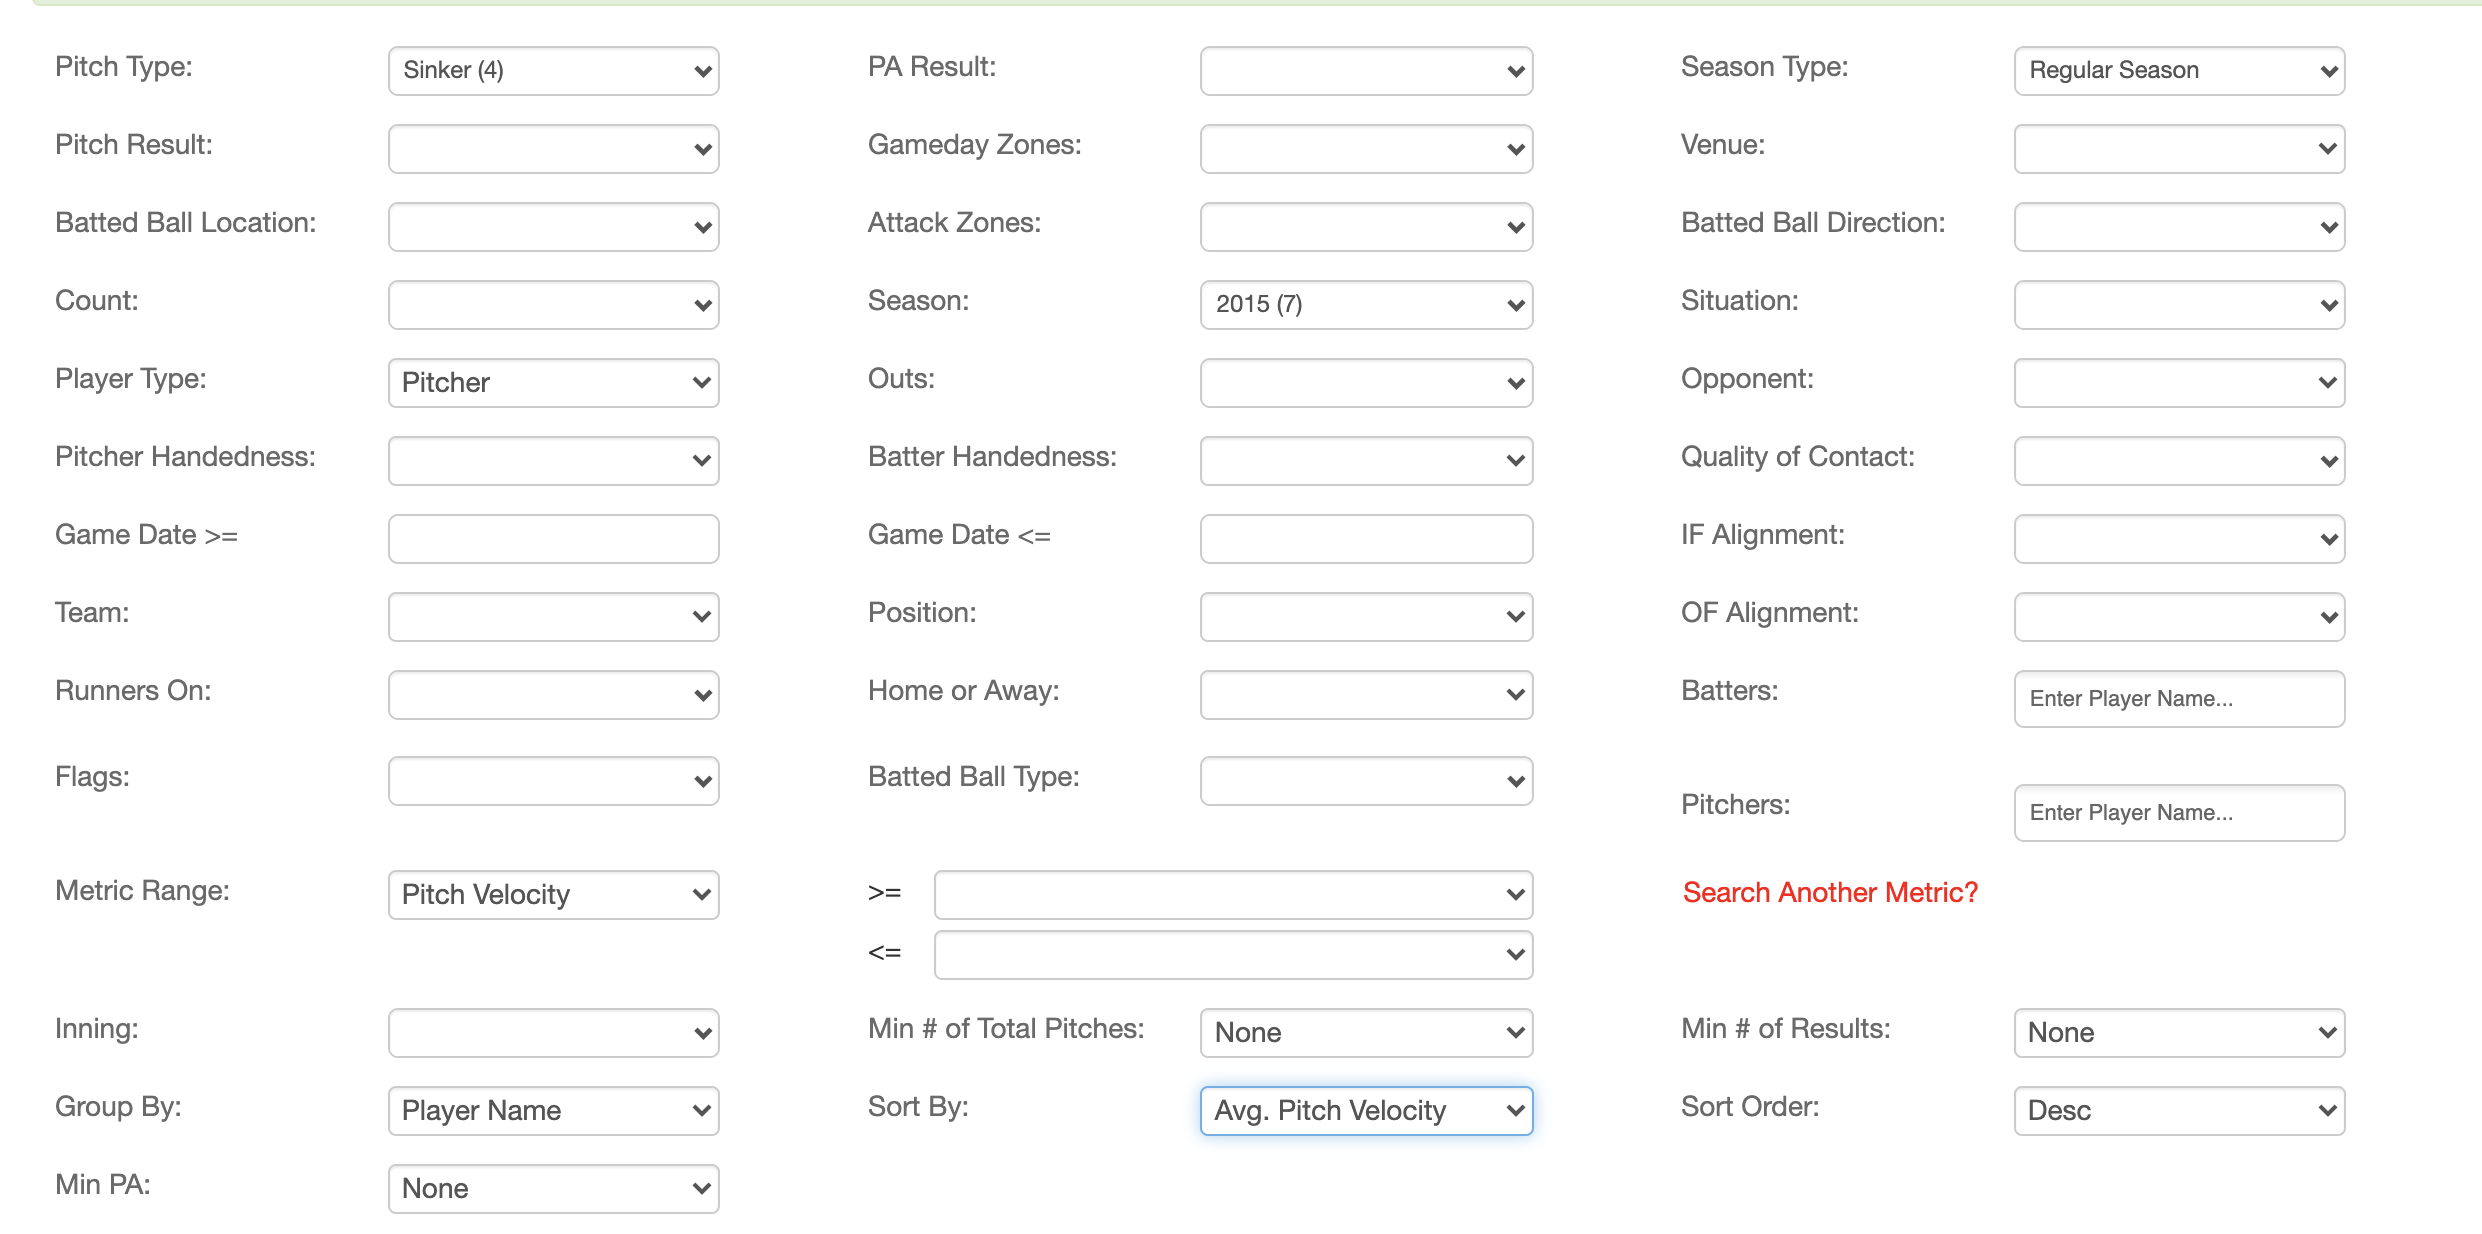 Pitch Type: Sinker (4) PA Result: Season Type: Regular Season
Pitch Result: Gameday Zones: Venue:
Batted Ball Location: Attack Zones: Batted Ball Direction:
Count: Season: 2015 (7) Situation:
Player Type: Pitcher Outs: Opponent:
Pitcher Handedness: Batter Handedness: Quality of Contact:
Game Date >= Game Date <= IF Alignment:
Team: Position: OF Alignment:
Runners On: Home or Away: Batters: Enter Player Name...
Flags: Batted Ball Type:
Pitchers: Enter Player Name...
Metric Range: Pitch Velocity >= Search Another Metric?
<=
Inning: Min # of Total Pitches: None Min # of Results: None
Group By: Player Name Sort By: Avg. Pitch Velocity Sort Order: Desc
Min PA: None